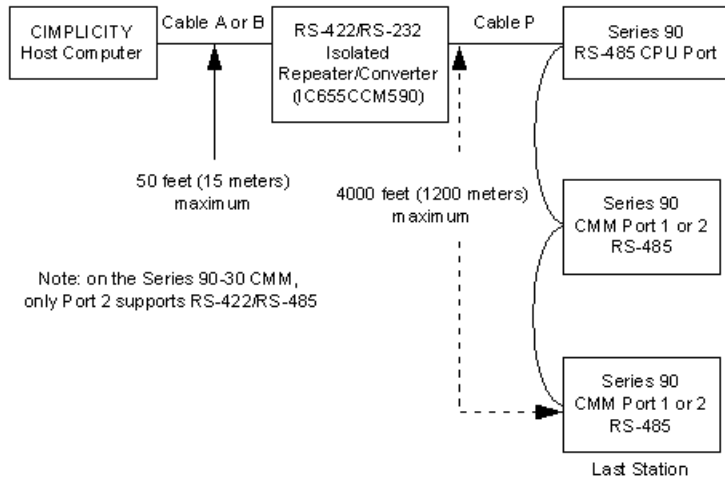 CIMPLICITY
Host Computer
Cable A or B
RS-422/RS-232
Isolated
Repeater/Converter
(IC655CCM590)
Cable P
Series 90
RS-485 CPU Port
50 feet (15 meters)
maximum
4000 feet (1200 meters)
maximum
Series 90
CMM Port 1 or 2
RS-485
Note: on the Series 90-30 CMM,
only Port 2 supports RS-422/RS-485
Series 90
CMM Port 1 or 2
RS-485
Last Station